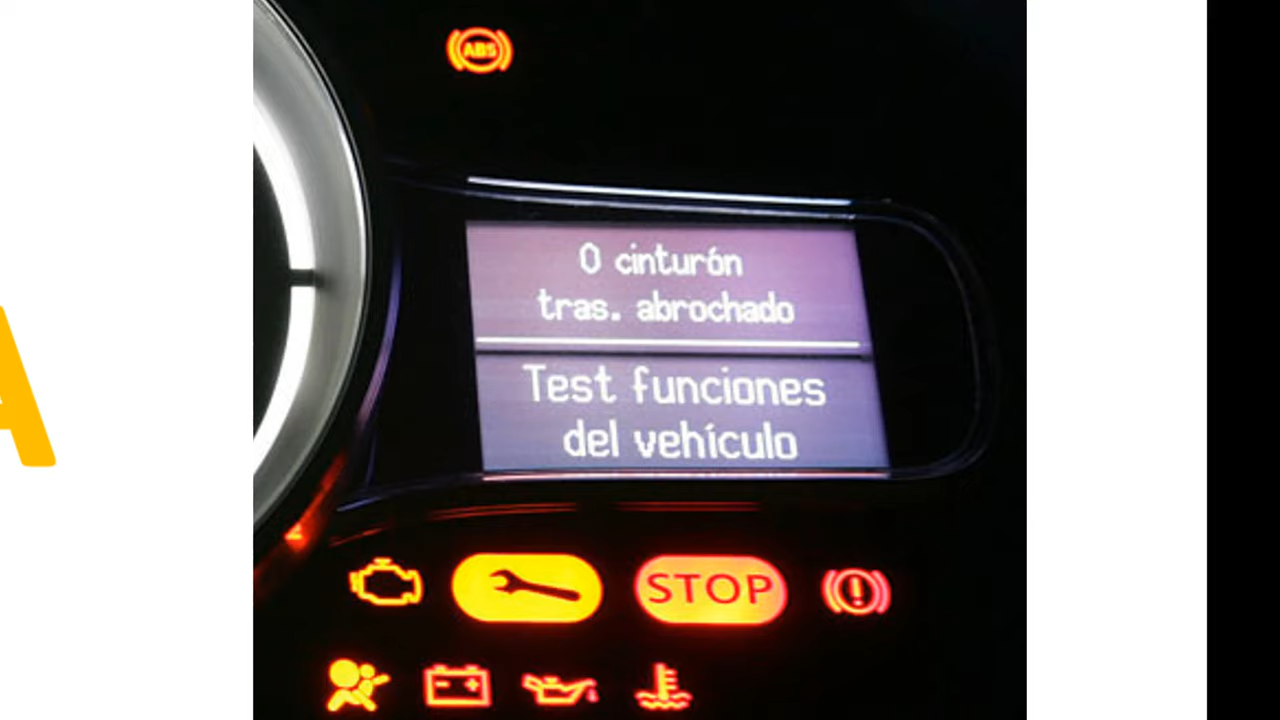 A
ABS
0 cinturón
tras. abrochado
Test funciones
del vehículo
STOP